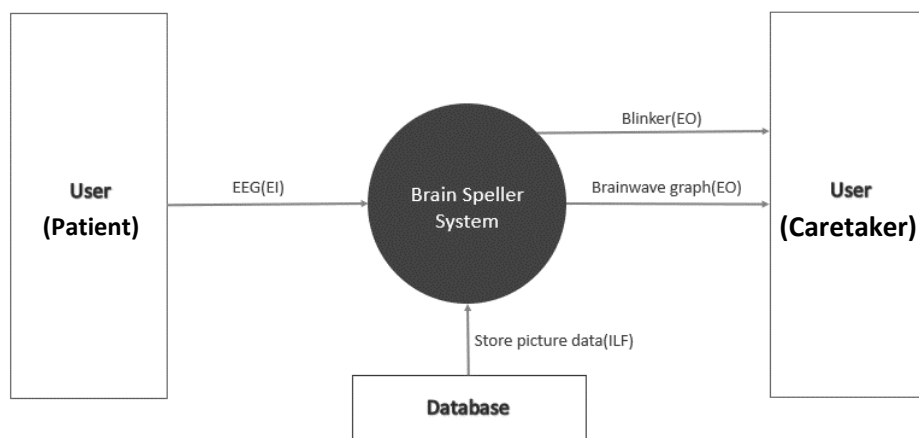 User
(Patient)
EEG(EI)
Brain Speller
System
Blinker(EO)
Brainwave graph(EO)
User
(Caretaker)
Store picture data(ILF)
Database